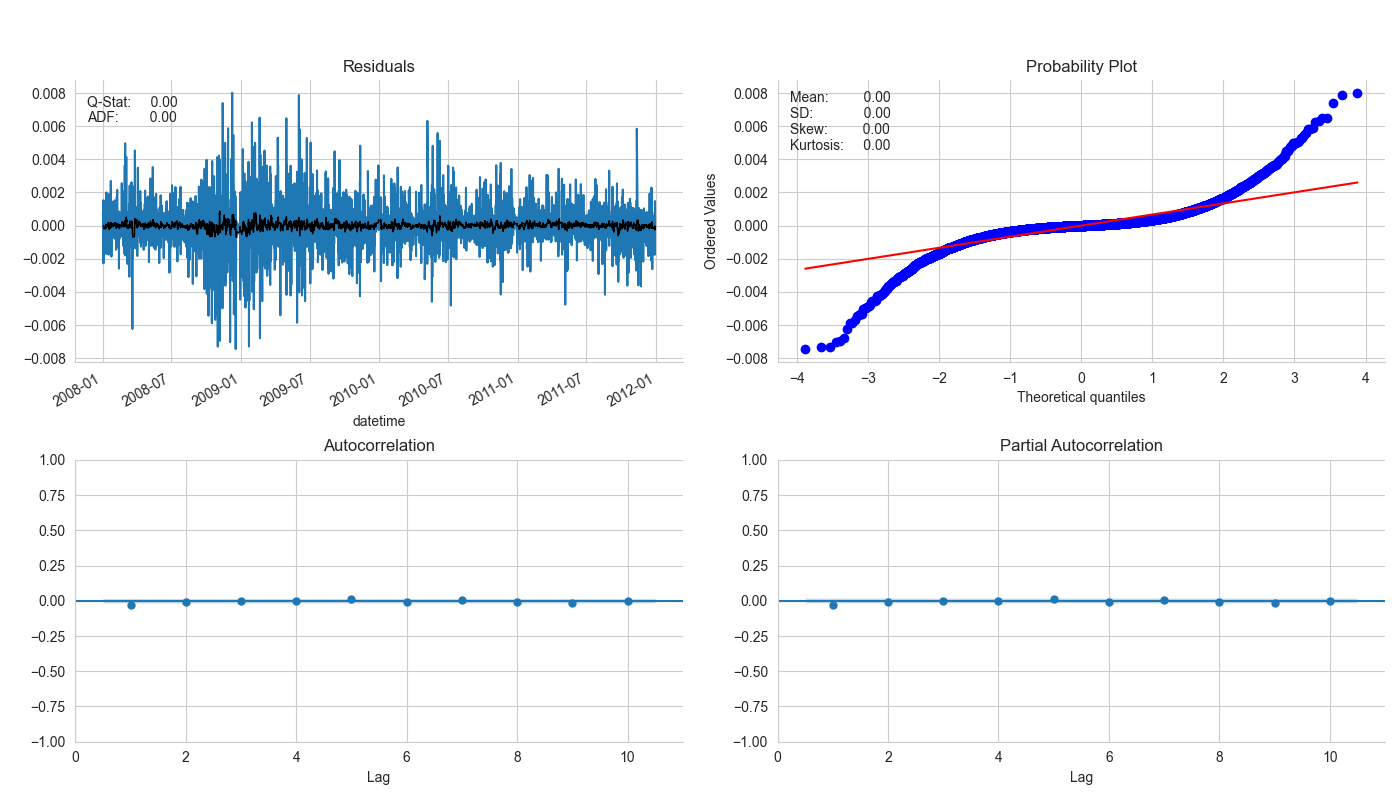 Residuals
Q-Stat: 0.00
ADF: 0.00
0.008
0.006
0.004
0.002
0.000
−0.002
−0.004
−0.006
−0.008
2008-01 2008-07 2009-01 2009-07 2010-01 2010-07 2011-01 2011-07 2012-01
datetime
Probability Plot
Mean: 0.00
SD: 0.00
Skew: 0.00
Kurtosis: 0.00
Ordered Values
0.008
0.006
0.004
0.002
0.000
−0.002
−0.004
−0.006
−0.008
−4 −3 −2 −1 0 1 2 3 4
Theoretical quantiles
Autocorrelation
1.00
0.75
0.50
0.25
0.00
−0.25
−0.50
−0.75
−1.00
0 2 4 6 8 10
Lag
Partial Autocorrelation
1.00
0.75
0.50
0.25
0.00
−0.25
−0.50
−0.75
−1.00
0 2 4 6 8 10
Lag